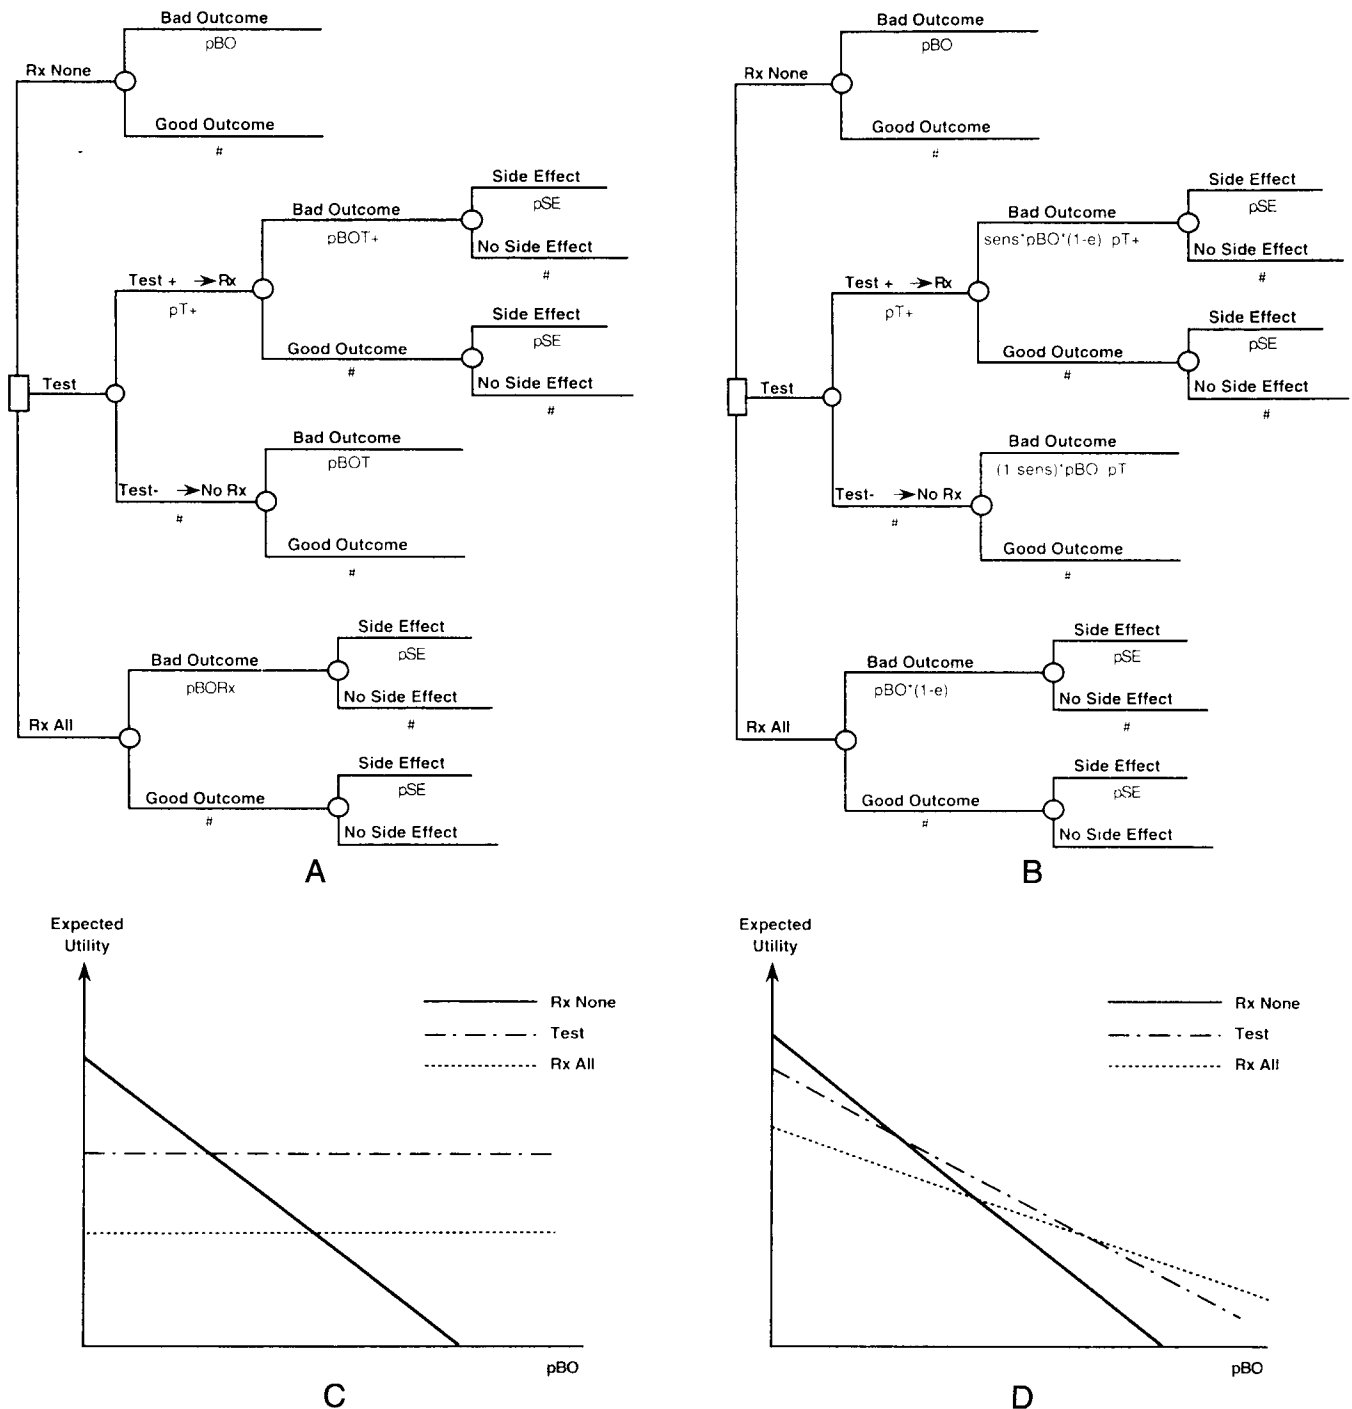 Bad Outcome
pBO
Rx None
Good Outcome
#
Side Effect
pSE
Bad Outcome
pBOT+
No Side Effect
#
Test + → Rx
pT+
Side Effect
pSE
Good Outcome
#
No Side Effect
#
Test
Bad Outcome
pBOT
Test- → No Rx
#
Good Outcome
#
Side Effect
pSE
Bad Outcome
pBORx
No Side Effect
#
Rx All
Side Effect
pSE
Good Outcome
#
No Side Effect
A
Bad Outcome
pBO
Rx None
Good Outcome
#
Side Effect
pSE
Bad Outcome
sens*pBO*(1-e) pT+
No Side Effect
#
Test + → Rx
pT+
Side Effect
pSE
Good Outcome
#
No Side Effect
#
Test
Bad Outcome
(1 sens)*pBO pT
Test- → No Rx
#
Good Outcome
#
Side Effect
pSE
Bad Outcome
pBO*(1-e)
No Side Effect
#
Rx All
Side Effect
pSE
Good Outcome
#
No Side Effect
B
Expected
Utility
Rx None
Test
Rx All
pBO
C
Expected
Utility
Rx None
Test
Rx All
pBO
D